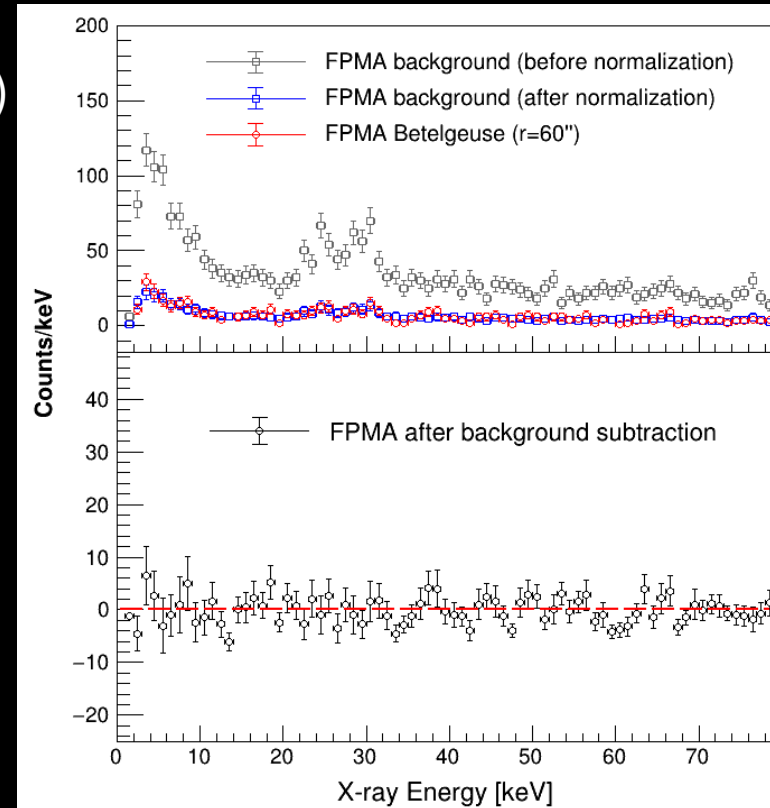 )
200
FPMA background (before normalization)
150
FPMA background (after normalization)
FPMA Betelgeuse (r=60")
100
50
0
Counts/keV
40
FPMA after background subtraction
30
20
10
0
−10
−20
0 10 20 30 40 50 60 70
X-ray Energy [keV]